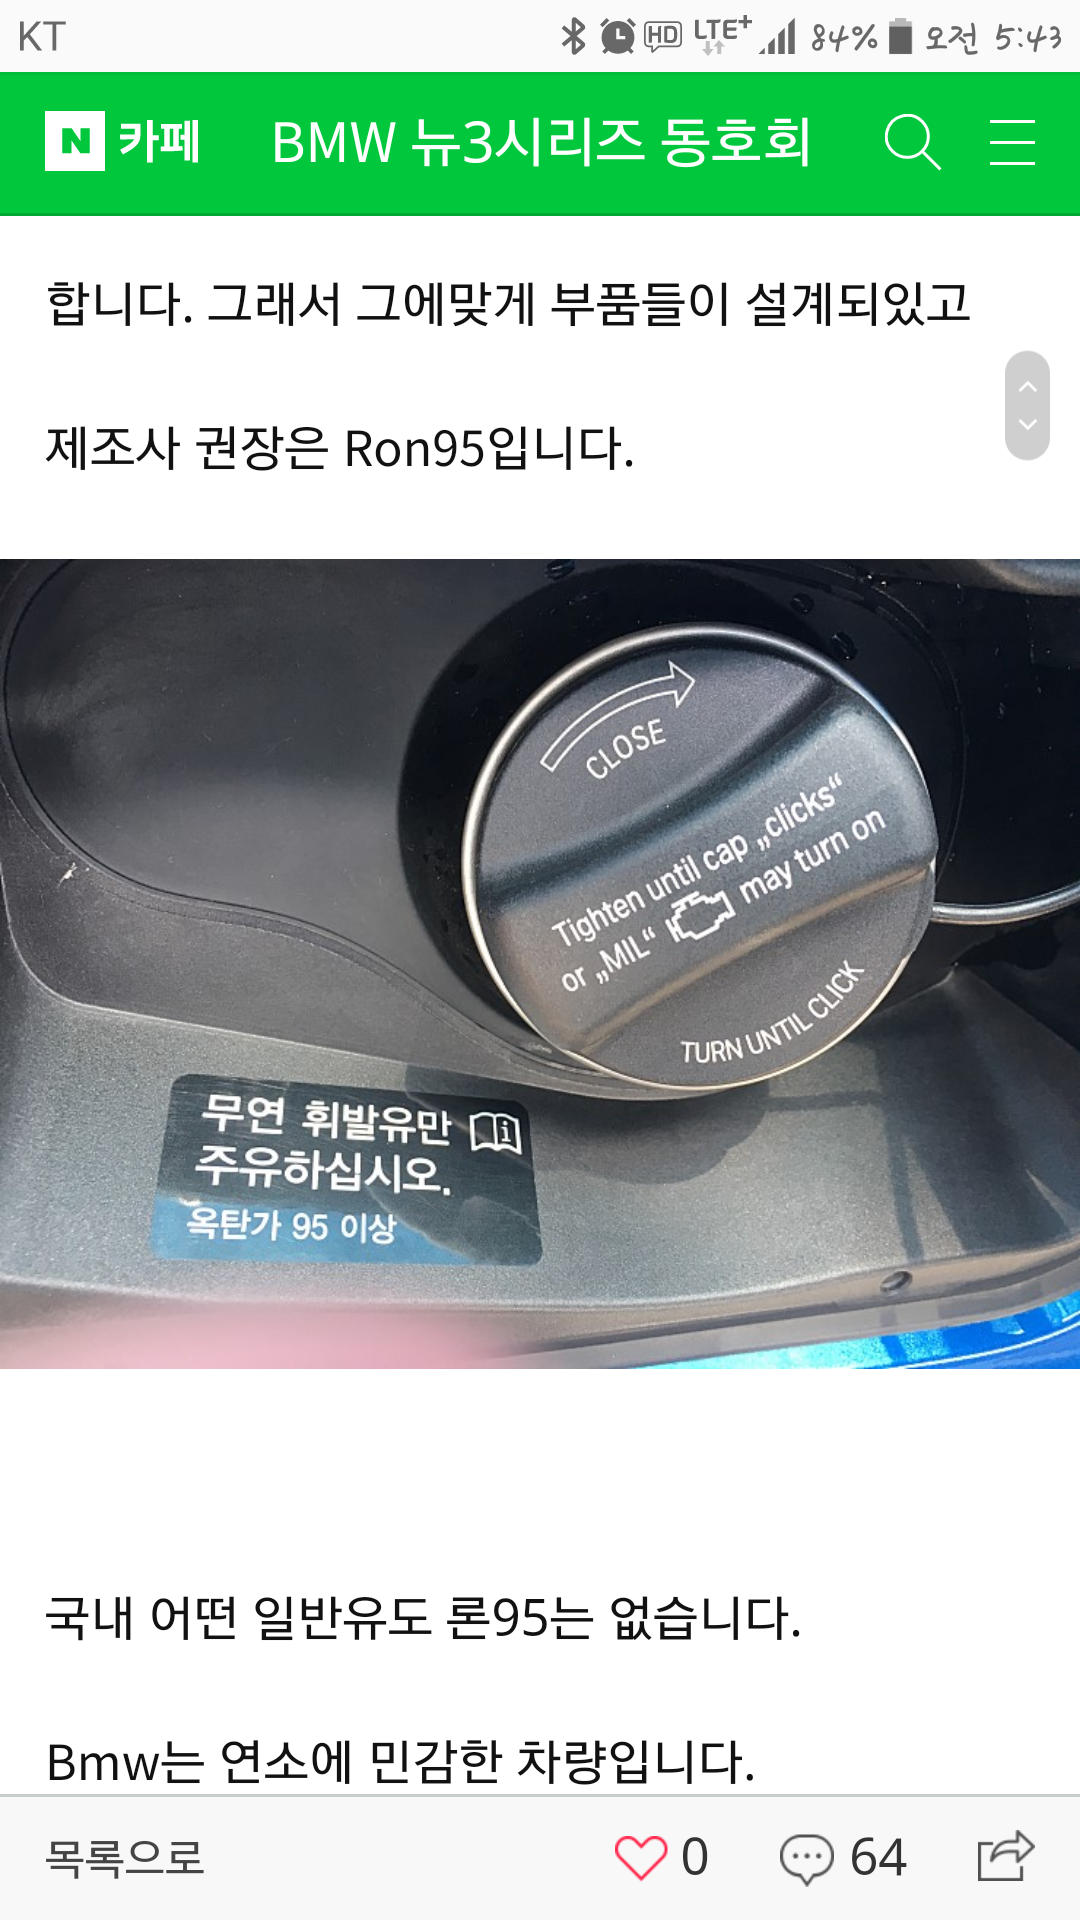 KT HD LTE+ 84% 오전 5:43
N 카페 BMW 뉴3시리즈 동호회
합니다. 그래서 그에맞게 부품들이 설계되있고
제조사 권장은 Ron95입니다.
CLOSE
Tighten until cap „clicks“
or „MIL“ may turn on
TURN UNTIL CLICK
무연 휘발유만
주유하십시오.
옥탄가 95 이상
국내 어떤 일반유도 론95는 없습니다.
Bmw는 연소에 민감한 차량입니다.
목록으로 0 64